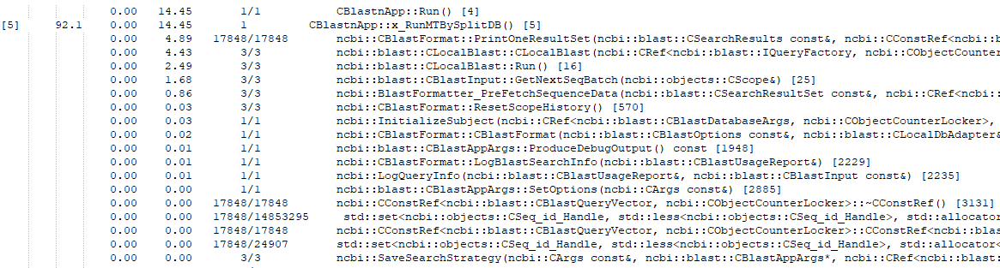 0.00 14.45 1/1 CBlastnApp::Run() [4]
[5] 92.1 0.00 14.45 1 CBlastnApp::x_RunMTBySplitDB() [5]
0.00 4.89 17848/17848 ncbi::CBlastFormat::PrintOneResultSet(ncbi::blast::CSearchResults const&, ncbi::CConstRef<ncbi::b
0.00 4.43 3/3 ncbi::blast::CLocalBlast::CLocalBlast(ncbi::CRef<ncbi::blast::IQueryFactory, ncbi::CObjectCounter
0.00 2.49 3/3 ncbi::blast::CLocalBlast::Run() [16]
0.00 1.68 3/3 ncbi::blast::CBlastInput::GetNextSeqBatch(ncbi::objects::CScope&) [25]
0.00 0.86 3/3 ncbi::BlastFormatter_PreFetchSequenceData(ncbi::blast::CSearchResultSet const&, ncbi::CRef<ncbi::
0.00 0.03 3/3 ncbi::CBlastFormat::ResetScopeHistory() [570]
0.00 0.03 1/1 ncbi::InitializeSubject(ncbi::CRef<ncbi::blast::CBlastDatabaseArgs, ncbi::CObjectCounterLocker>,
0.00 0.02 1/1 ncbi::CBlastFormat::CBlastFormat(ncbi::blast::CBlastOptions const&, ncbi::blast::CLocalDbAdapter&
0.00 0.01 1/1 ncbi::blast::CBlastAppArgs::ProduceDebugOutput() const [1948]
0.00 0.01 1/1 ncbi::CBlastFormat::LogBlastSearchInfo(ncbi::blast::CBlastUsageReport&) [2229]
0.00 0.01 1/1 ncbi::LogQueryInfo(ncbi::blast::CBlastUsageReport&, ncbi::blast::CBlastInput const&) [2235]
0.00 0.00 1/1 ncbi::blast::CBlastAppArgs::SetOptions(ncbi::CArgs const&) [2885]
0.00 0.00 17848/17848 ncbi::CConstRef<ncbi::blast::CBlastQueryVector, ncbi::CObjectCounterLocker>::~CConstRef() [3131]
0.00 0.00 17848/14853295 std::set<ncbi::objects::CSeq_id_Handle, std::less<ncbi::objects::CSeq_id_Handle>, std::allocator
0.00 0.00 17848/17848 ncbi::CConstRef<ncbi::blast::CBlastQueryVector, ncbi::CObjectCounterLocker>::CConstRef<ncbi::blas
0.00 0.00 17848/24907 std::set<ncbi::objects::CSeq_id_Handle, std::less<ncbi::objects::CSeq_id_Handle>, std::allocator<
0.00 0.00 3/3 ncbi::SaveSearchStrategy(ncbi::CArgs const&, ncbi::blast::CBlastAppArgs*, ncbi::CRef<ncbi::blast: